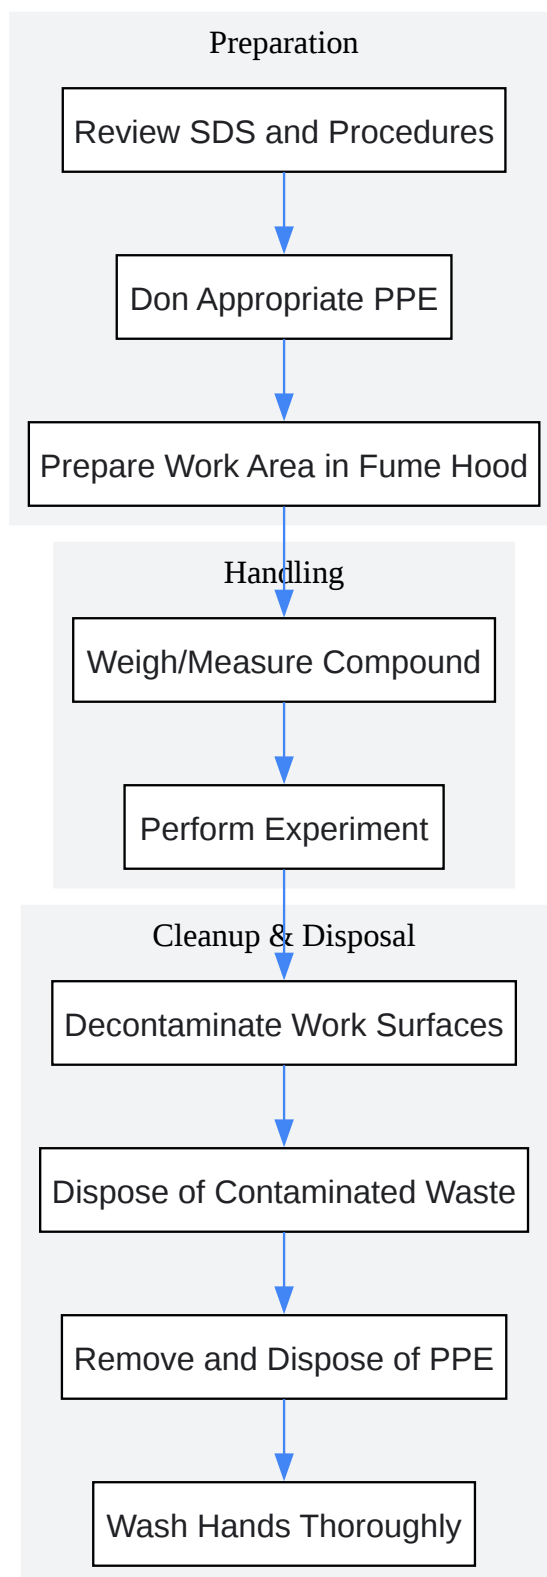 Preparation
Review SDS and Procedures
Don Appropriate PPE
Prepare Work Area in Fume Hood
Handling
Weigh/Measure Compound
Perform Experiment
Cleanup & Disposal
Decontaminate Work Surfaces
Dispose of Contaminated Waste
Remove and Dispose of PPE
Wash Hands Thoroughly